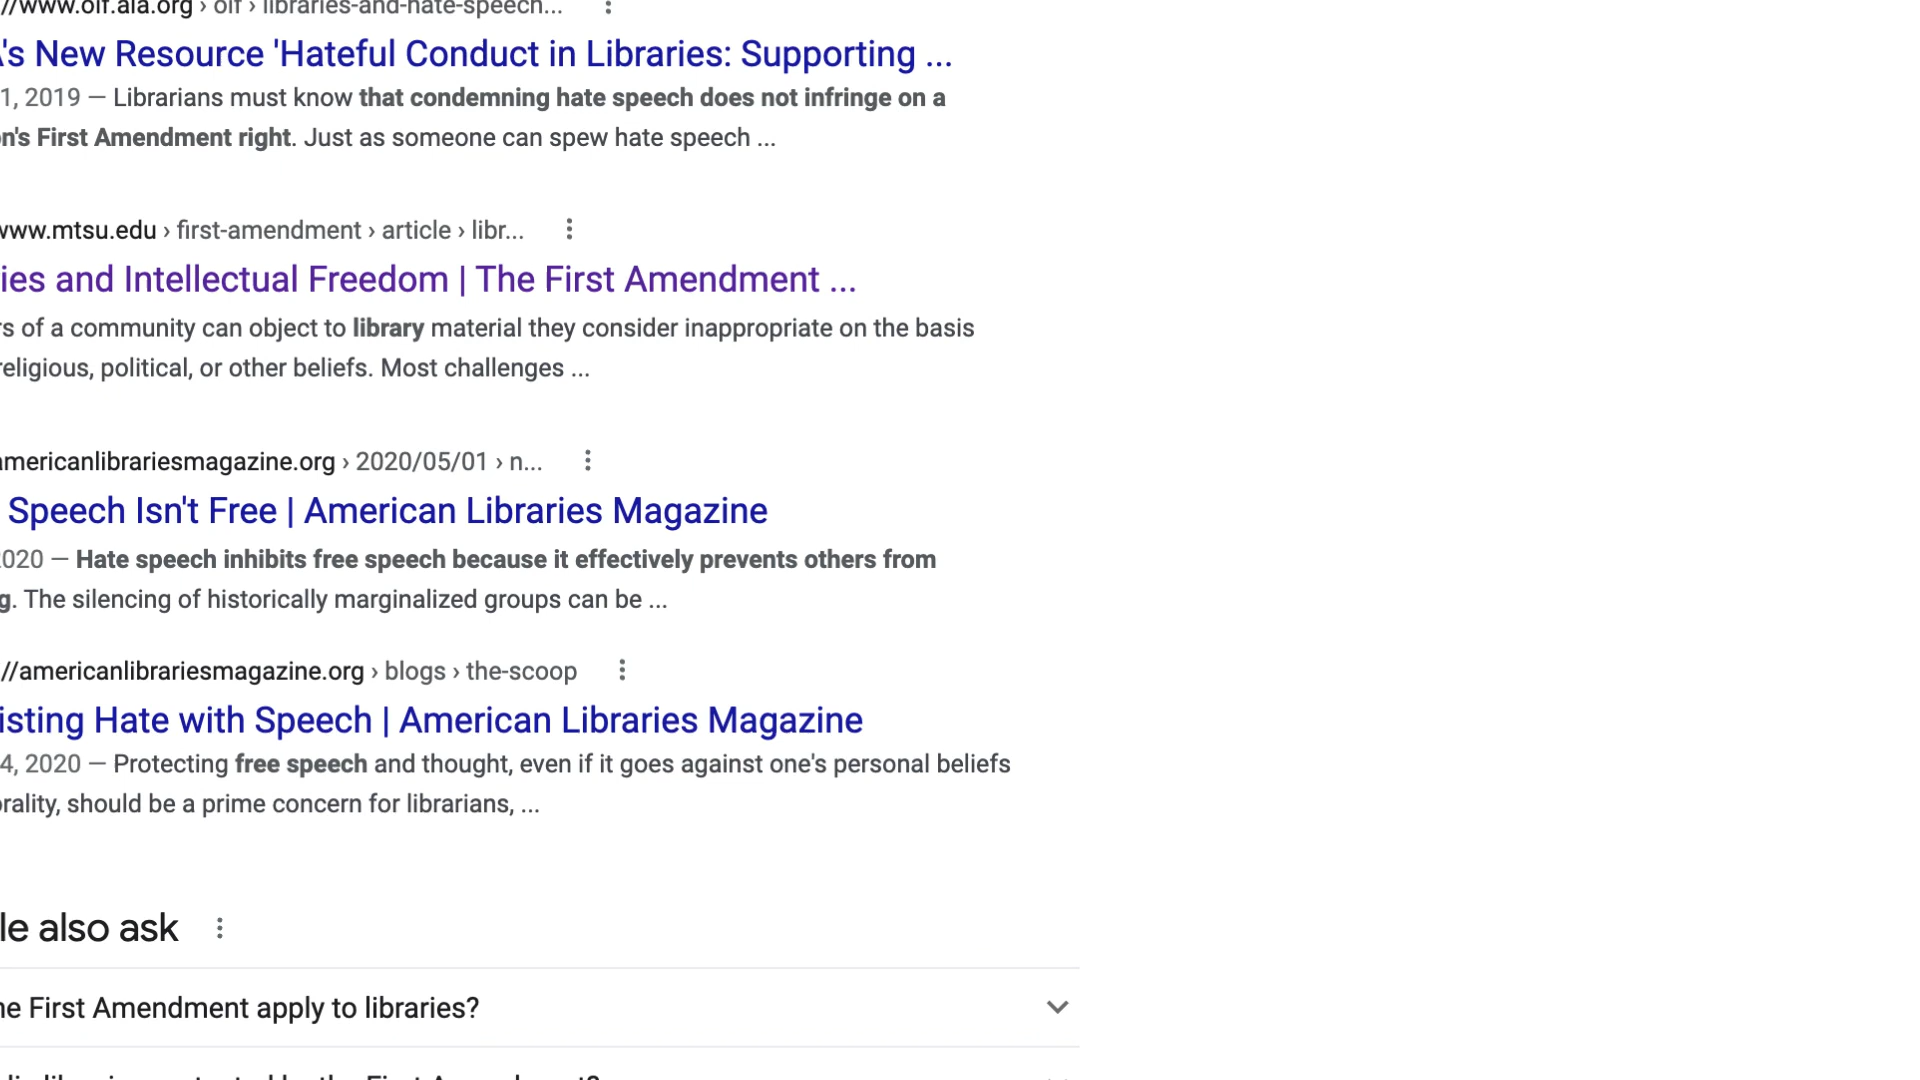 //www.oif.ala.org › oif › libraries-and-hate-speech...
's New Resource 'Hateful Conduct in Libraries: Supporting ...
1, 2019 — Librarians must know that condemning hate speech does not infringe on a
n's First Amendment right. Just as someone can spew hate speech ...
www.mtsu.edu › first-amendment › article › libr...
ies and Intellectual Freedom | The First Amendment ...
rs of a community can object to library material they consider inappropriate on the basis
religious, political, or other beliefs. Most challenges ...
americanlibrariesmagazine.org › 2020/05/01 › n...
Speech Isn't Free | American Libraries Magazine
2020 — Hate speech inhibits free speech because it effectively prevents others from
g. The silencing of historically marginalized groups can be ...
//americanlibrariesmagazine.org › blogs › the-scoop
isting Hate with Speech | American Libraries Magazine
4, 2020 — Protecting free speech and thought, even if it goes against one's personal beliefs
orality, should be a prime concern for librarians, ...
le also ask
he First Amendment apply to libraries?